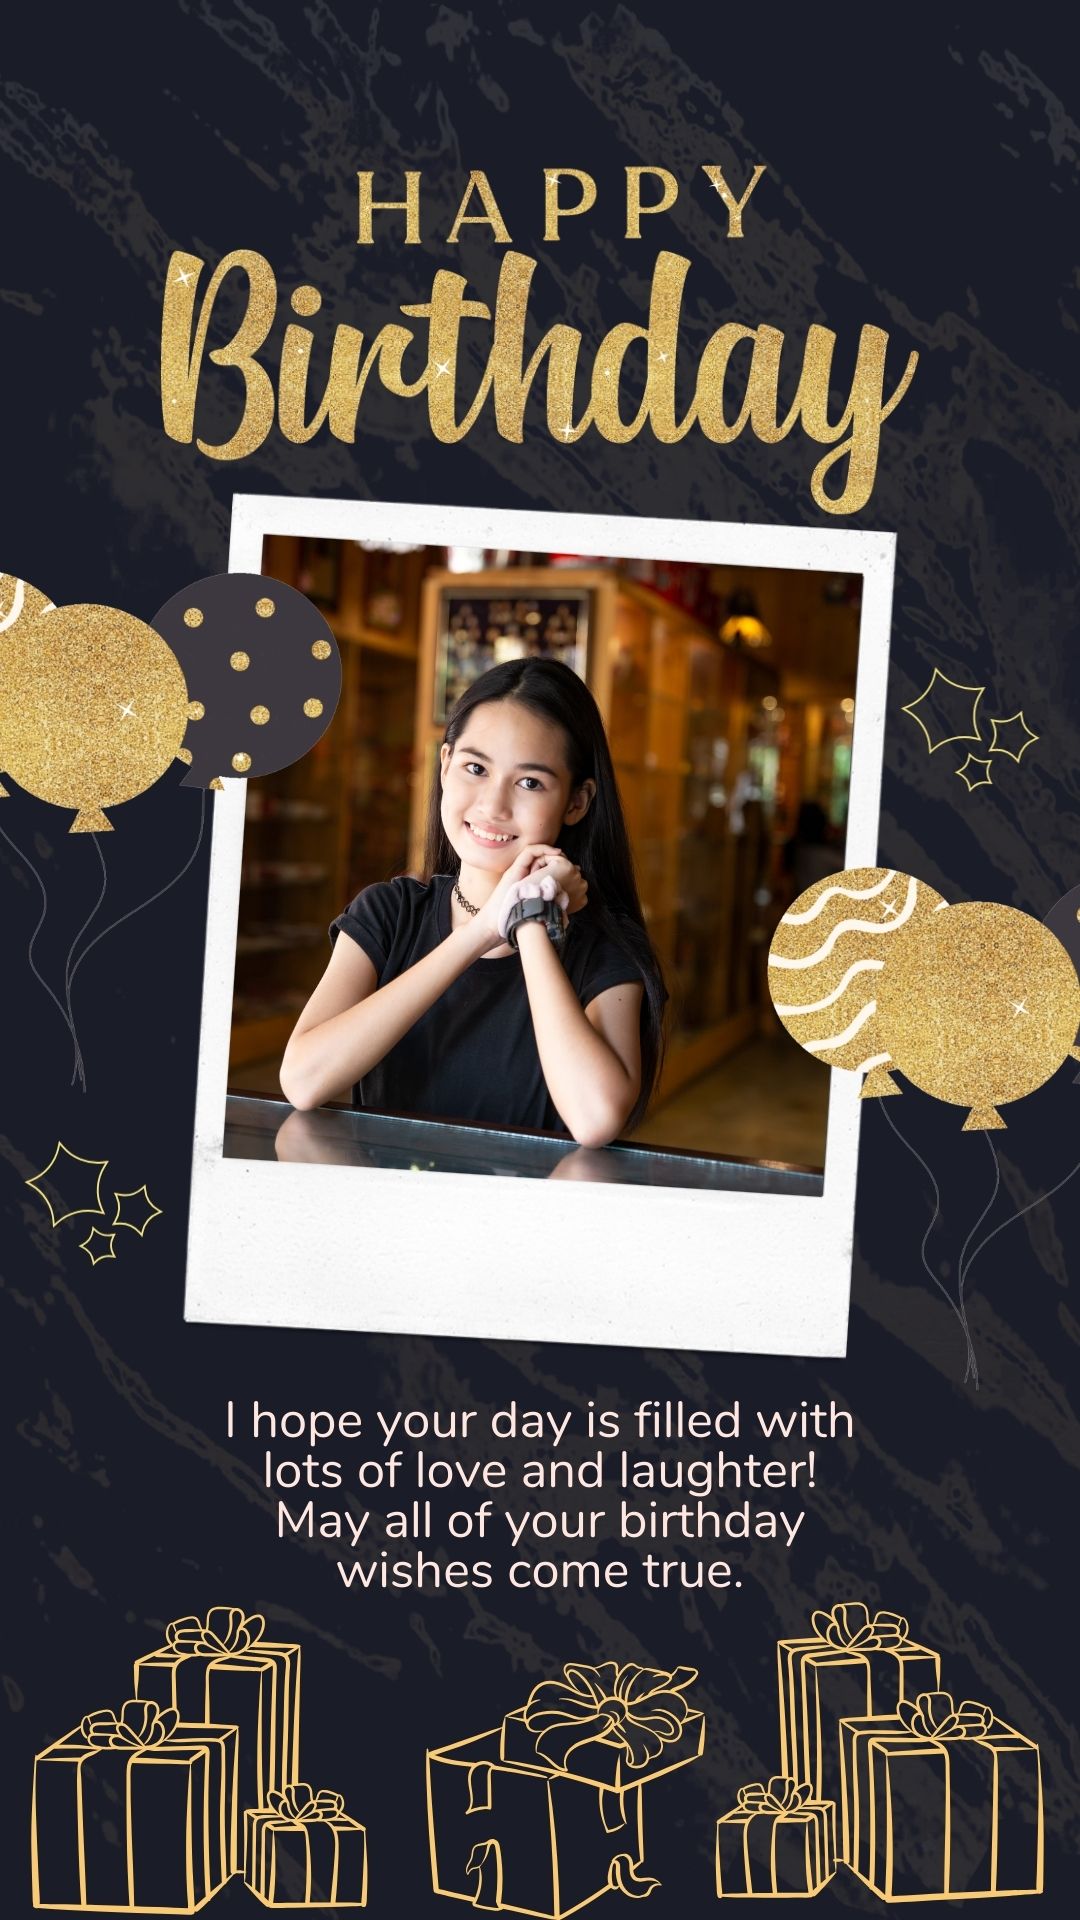 HAPPY
Birthday
I hope your day is filled with
lots of love and laughter!
May all of your birthday
wishes come true.